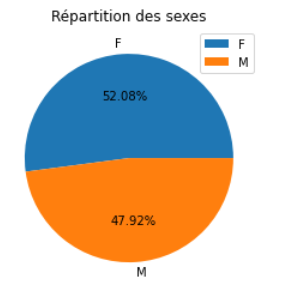 Répartition des sexes
F
F
M
52.08%
47.92%
M